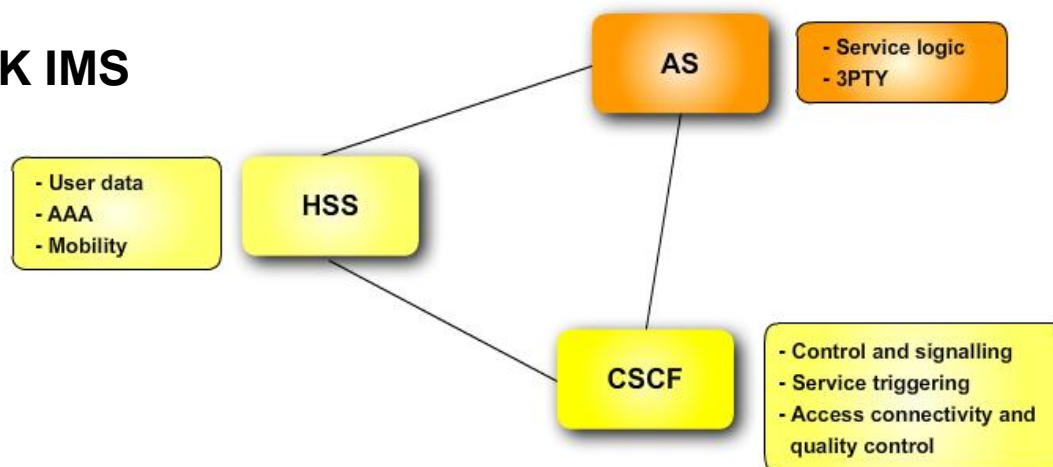 K IMS
AS
- Service logic
- 3PTY
- User data
- AAA
- Mobility
HSS
CSCF
- Control and signalling
- Service triggering
- Access connectivity and
quality control